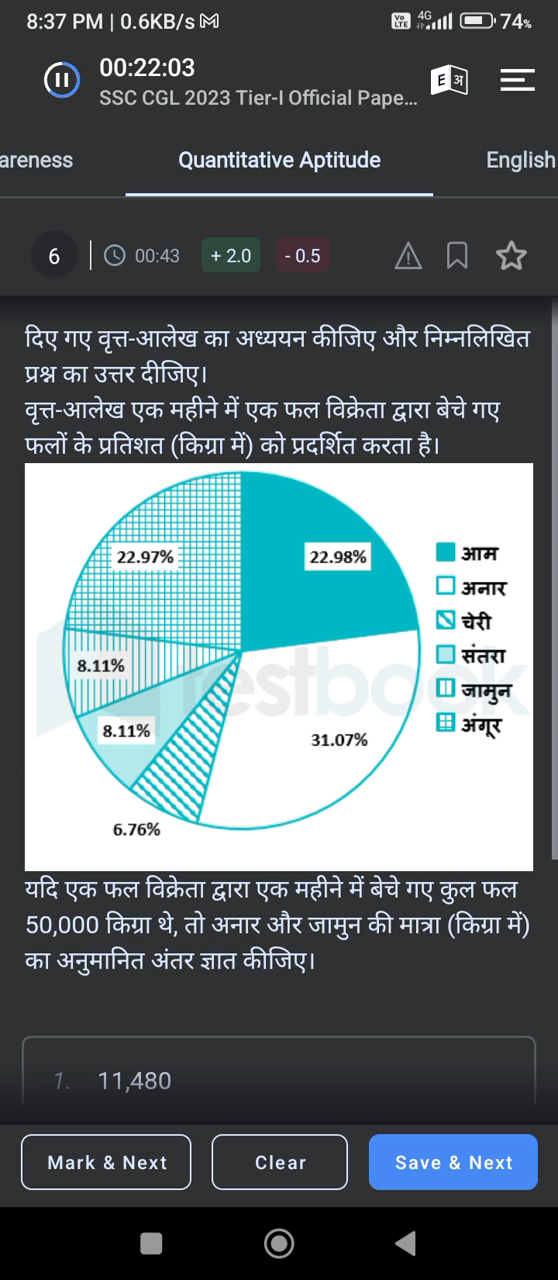 8:37 PM | 0.6KB/s M Vo LTE 4G 74%
00:22:03
E अ
SSC CGL 2023 Tier-I Official Pape...
areness Quantitative Aptitude English
6 | 00:43 + 2.0 - 0.5
दिए गए वृत्त-आलेख का अध्ययन कीजिए और निम्नलिखित
प्रश्न का उत्तर दीजिए।
वृत्त-आलेख एक महीने में एक फल विक्रेता द्वारा बेचे गए
फलों के प्रतिशत (किग्रा में) को प्रदर्शित करता है।
22.97%
22.98%
आम
अनार
चेरी
संतरा
जामुन
अंगूर
8.11%
testbook
8.11%
31.07%
6.76%
यदि एक फल विक्रेता द्वारा एक महीने में बेचे गए कुल फल
50,000 किग्रा थे, तो अनार और जामुन की मात्रा (किग्रा में)
का अनुमानित अंतर ज्ञात कीजिए।
1. 11,480
Mark & Next Clear Save & Next